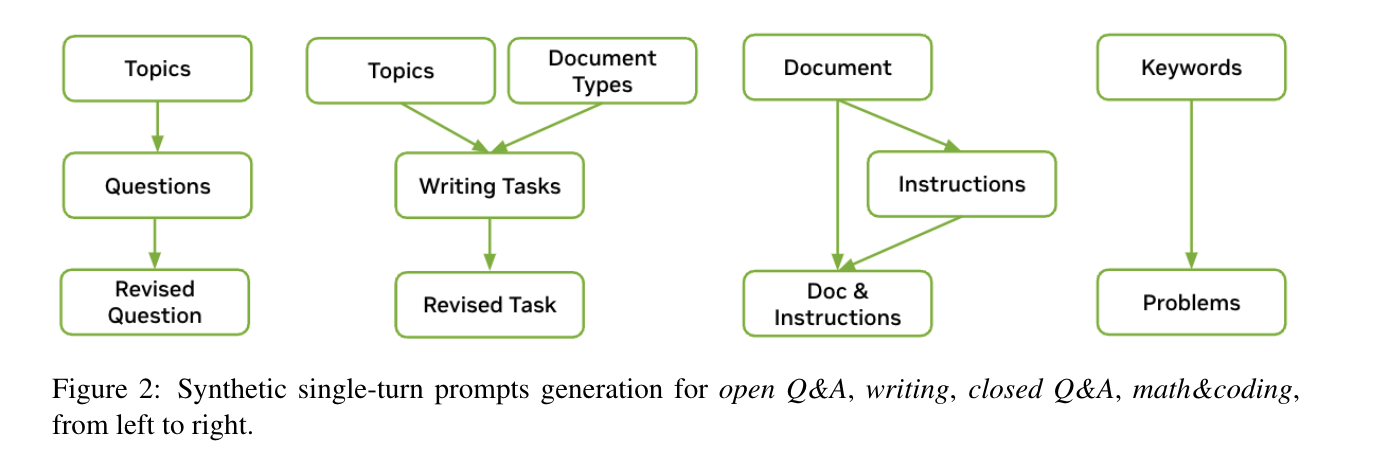 Topics
Questions
Revised
Question
Topics
Document
Types
Writing Tasks
Revised Task
Document
Instructions
Doc &
Instructions
Keywords
Problems
Figure 2: Synthetic single-turn prompts generation for open Q&A, writing, closed Q&A, math&coding,
from left to right.